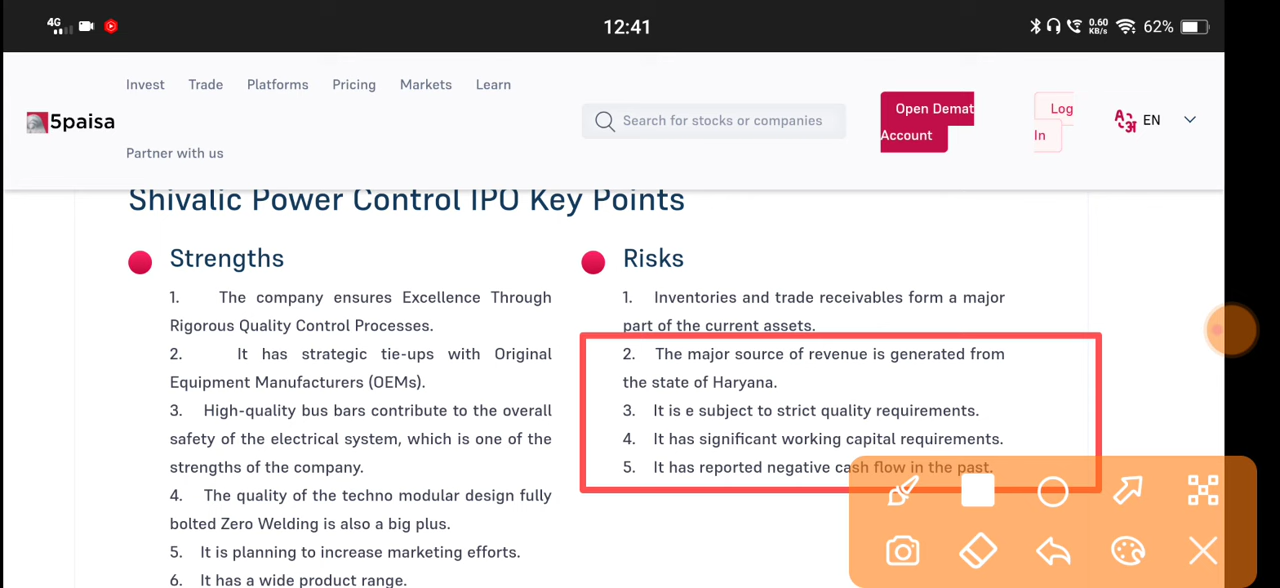 4G
12:41
0.60
KB/s
62%
Invest Trade Platforms Pricing Markets Learn
5paisa
Search for stocks or companies
Open Demat
Account
Log
In
EN
Partner with us
Shivalic Power Control IPO Key Points
Strengths
1. The company ensures Excellence Through
Rigorous Quality Control Processes.
2. It has strategic tie-ups with Original
Equipment Manufacturers (OEMs).
3. High-quality bus bars contribute to the overall
safety of the electrical system, which is one of the
strengths of the company.
4. The quality of the techno modular design fully
bolted Zero Welding is also a big plus.
5. It is planning to increase marketing efforts.
6. It has a wide product range.
Risks
1. Inventories and trade receivables form a major
part of the current assets.
2. The major source of revenue is generated from
the state of Haryana.
3. It is e subject to strict quality requirements.
4. It has significant working capital requirements.
5. It has reported negative cash flow in the past.